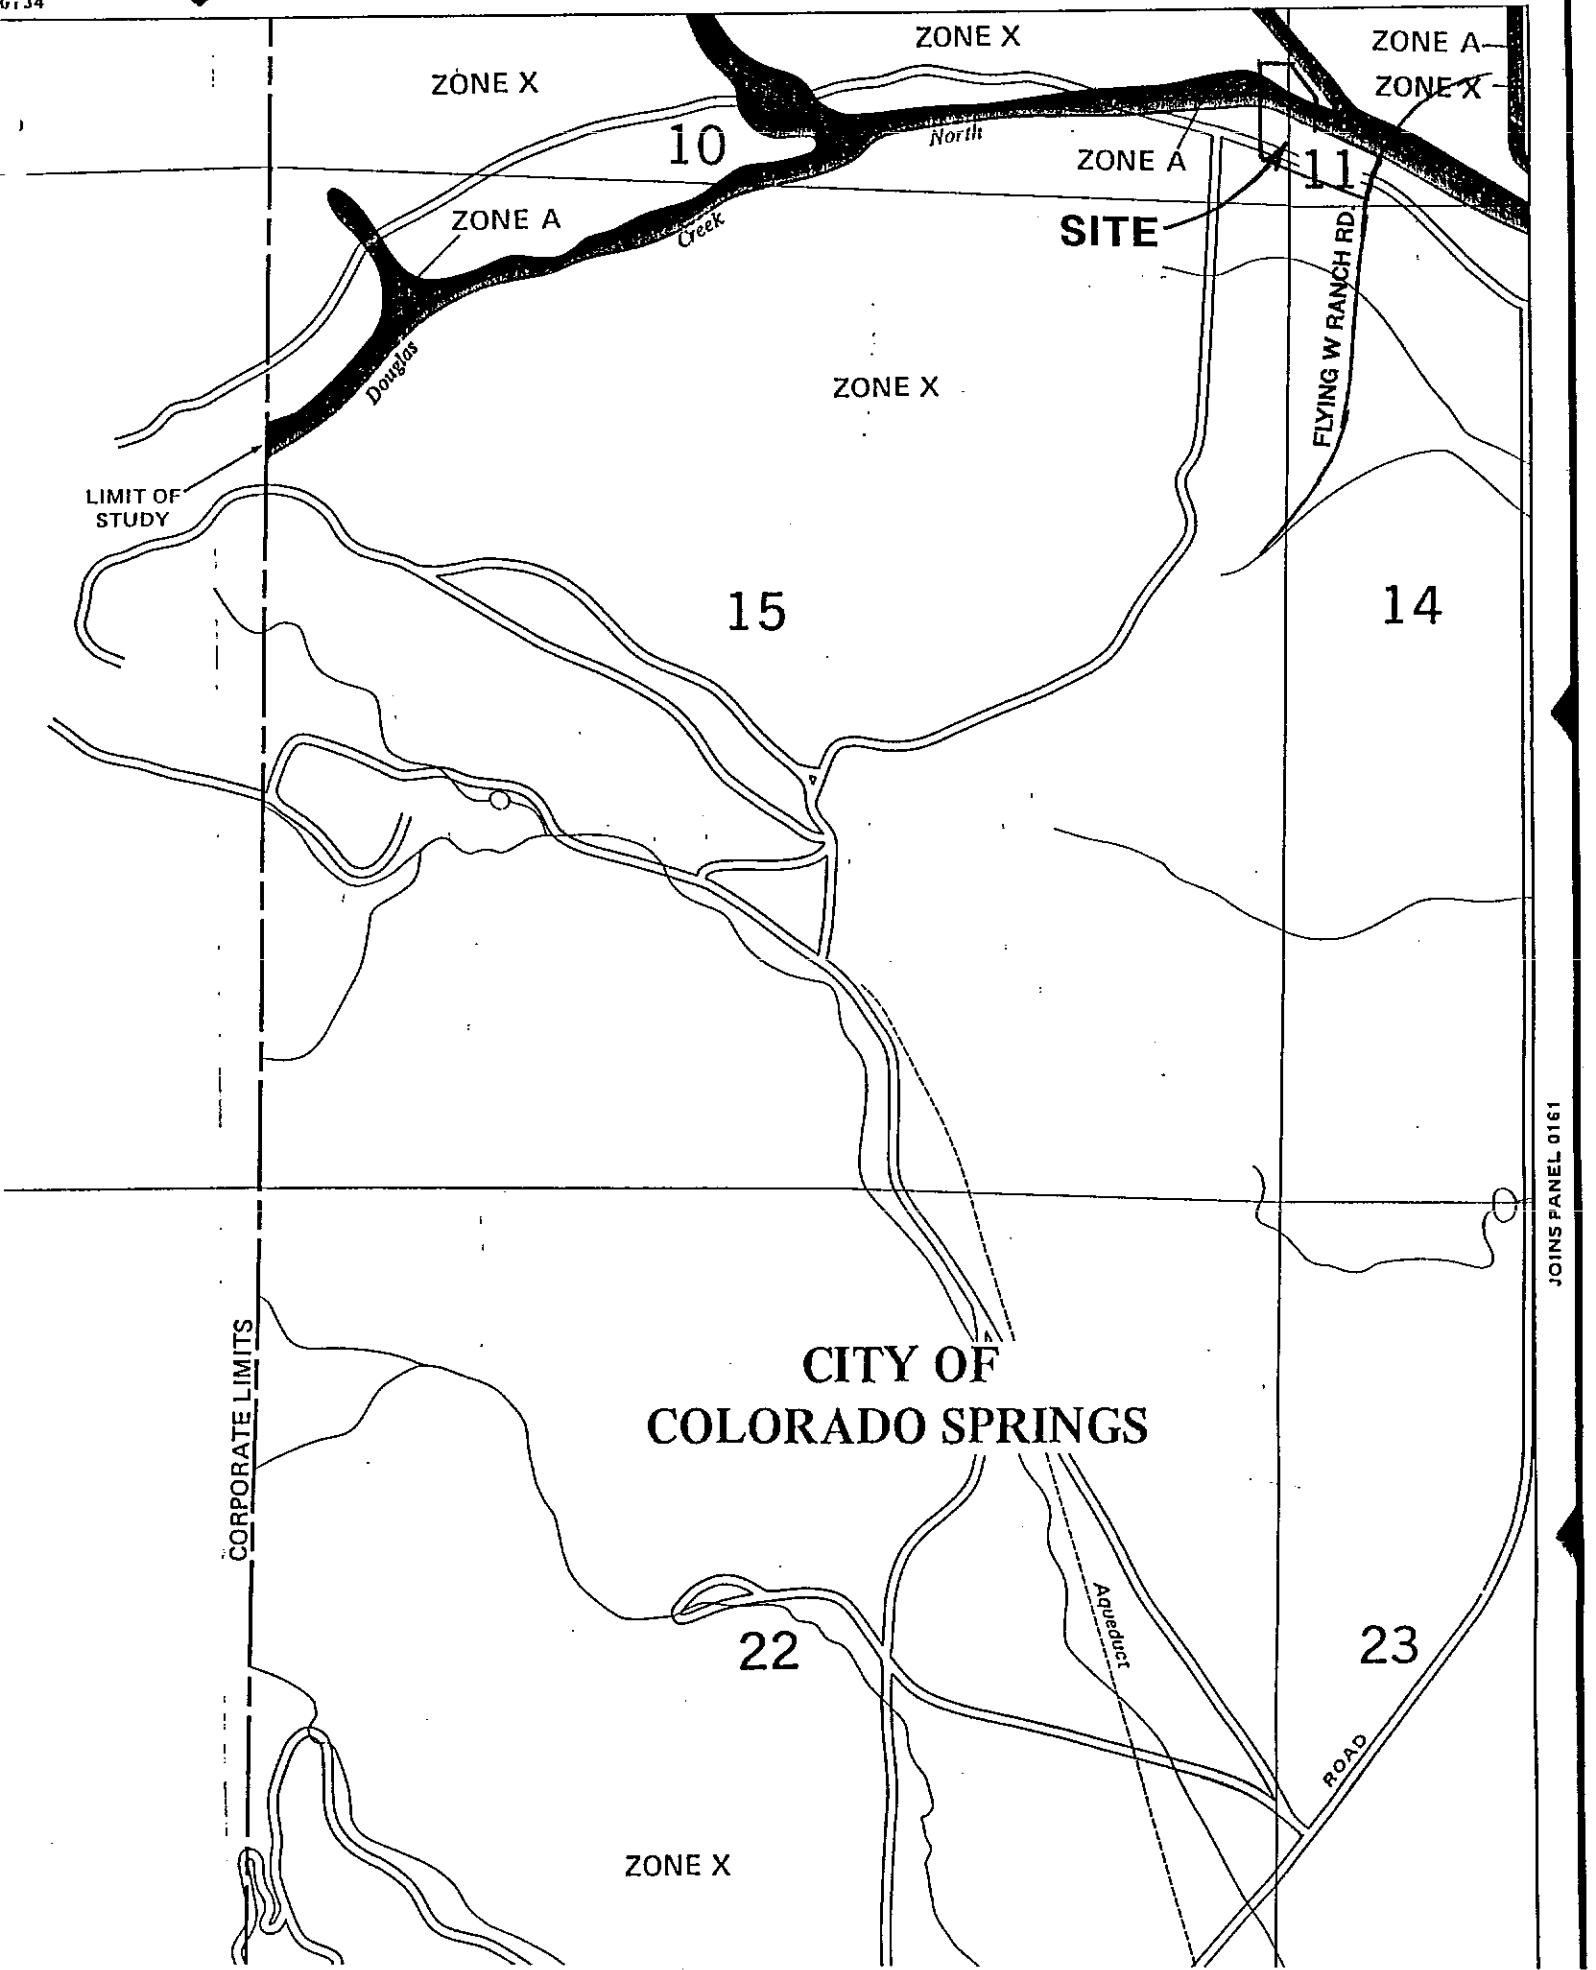 ZONE X
ZONE A
ZONE X
ZONE X
10
North
ZONE A
11
ZONE A
SITE
Creek
FLYING W RANCH RD.
Douglas
ZONE X
LIMIT OF
STUDY
15
14
JOINS PANEL 0161
CITY OF
COLORADO SPRINGS
CORPORATE LIMITS
Aqueduct
22
23
ROAD
ZONE X